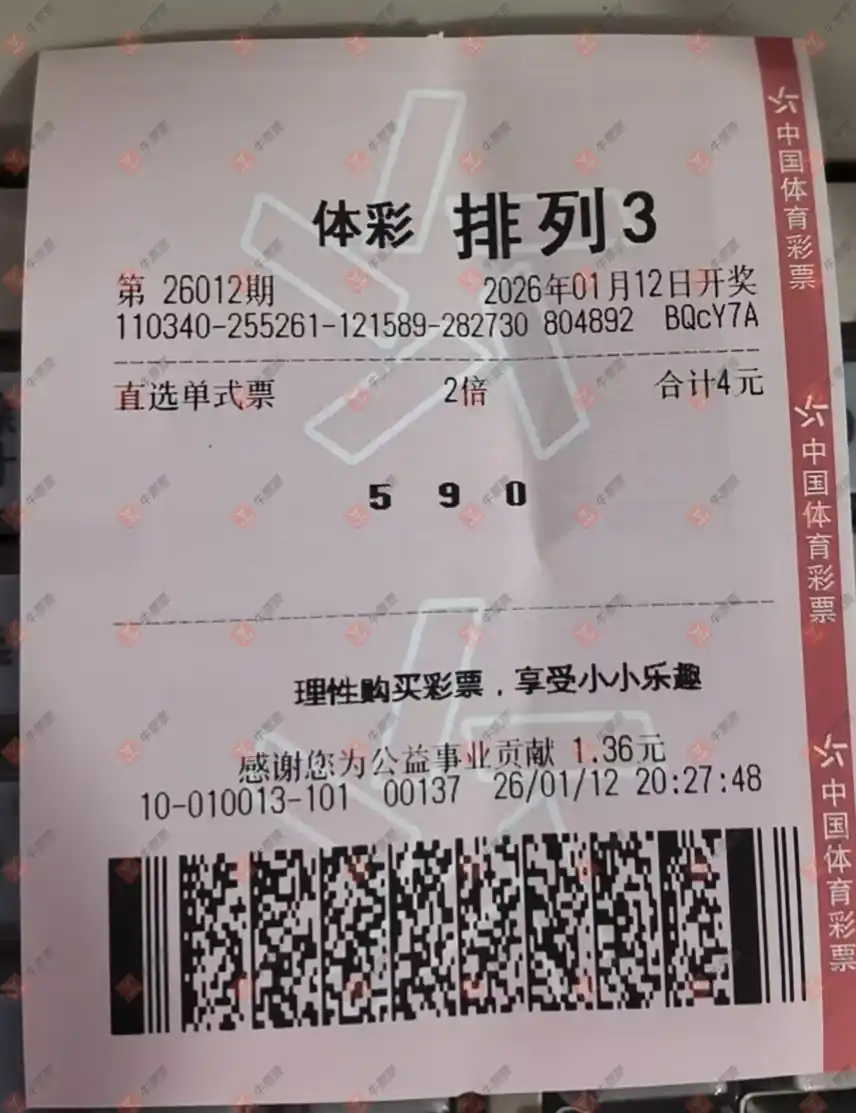 体彩 排列3
第 26012期 2026年01月12日开奖
110340-255261-121589-282730 804892 BQcY7A
直选单式票 2倍 合计4元
5 9 0
理性购买彩票，享受小小乐趣
感谢您为公益事业贡献 1.36元
10-010013-101 00137 26/01/12 20:27:48
中国体育彩票
中国体育彩票
中国体育彩票